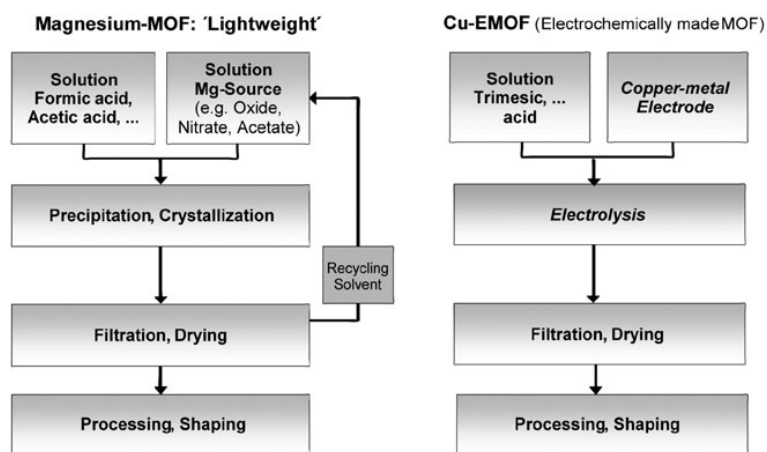 Magnesium-MOF: ´Lightweight´
Solution
Formic acid,
Acetic acid, ...
Solution
Mg-Source
(e.g. Oxide,
Nitrate, Acetate)
Precipitation, Crystallization
Recycling
Solvent
Filtration, Drying
Processing, Shaping
Cu-EMOF (Electrochemically made MOF)
Solution
Trimesic, ...
acid
Copper-metal
Electrode
Electrolysis
Filtration, Drying
Processing, Shaping